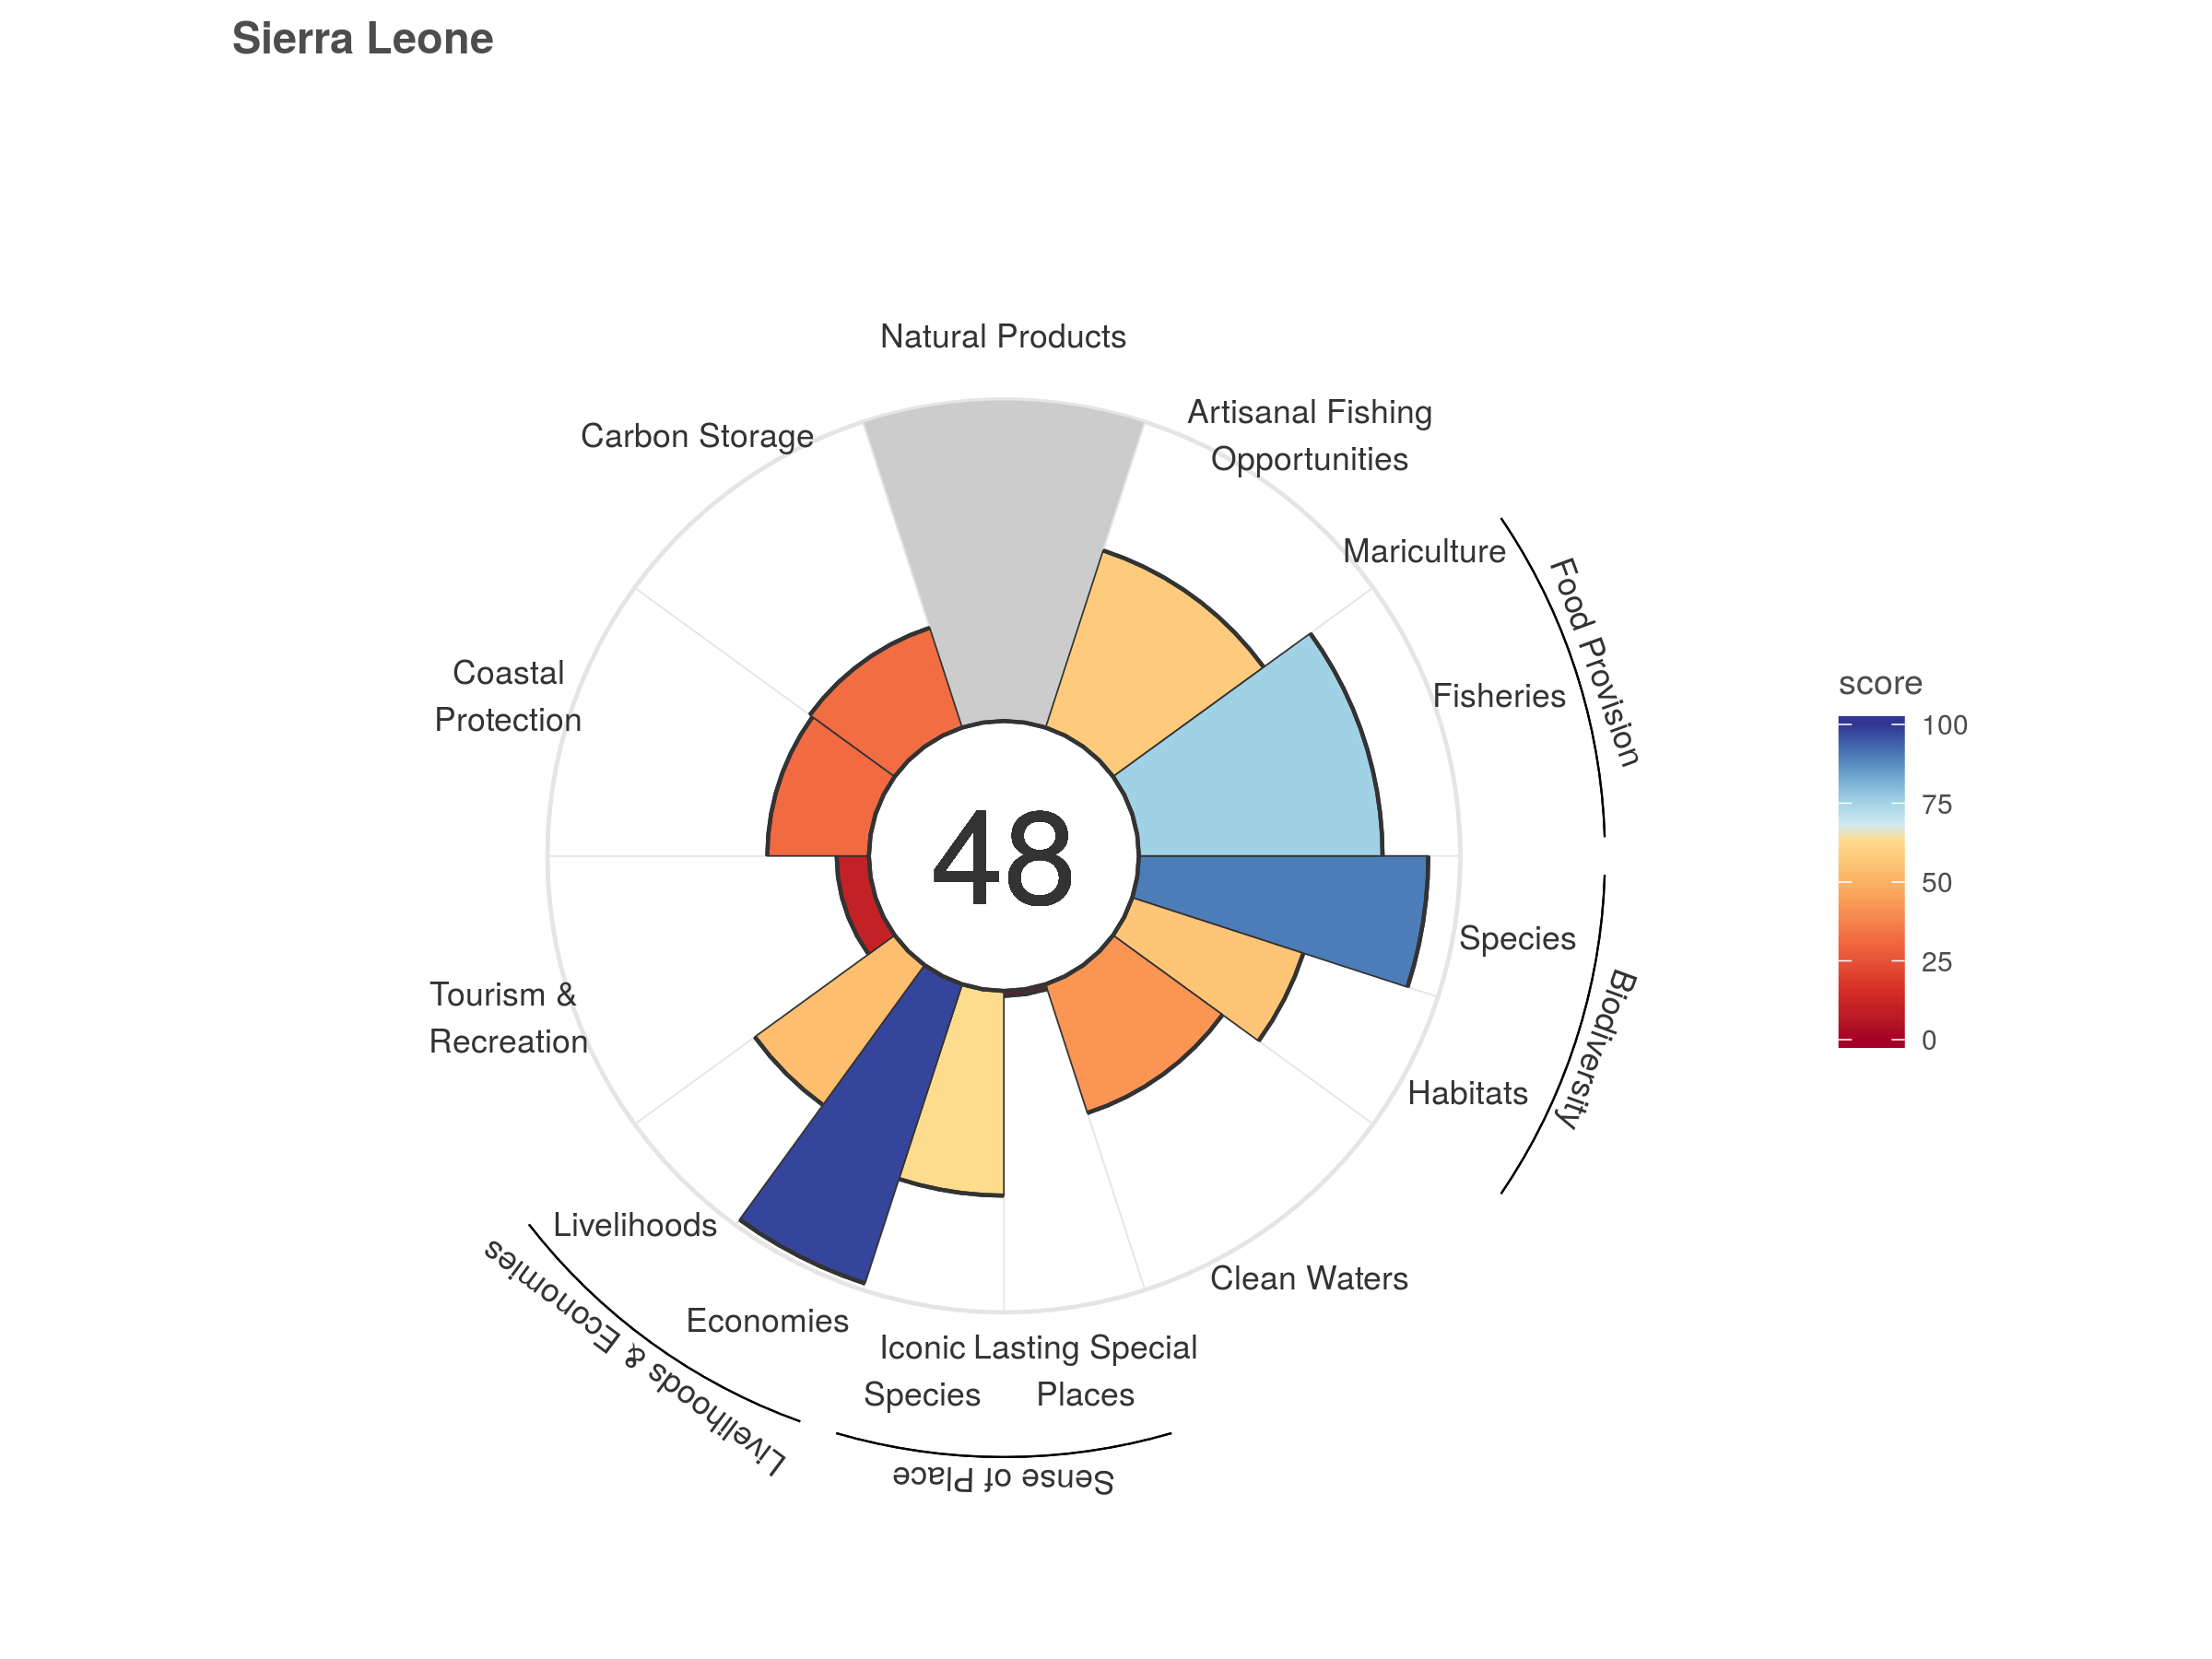 Sierra Leone
Natural Products
Artisanal Fishing
Opportunities
Carbon Storage
Mariculture
Food Provision
Coastal
Protection
Fisheries
score
100
75
50
25
0
48
Species
Biodiversity
Tourism &
Recreation
Habitats
Livelihoods
Clean Waters
Economies
Livelihoods & Economies
Iconic
Species
Lasting Special
Places
Sense of Place